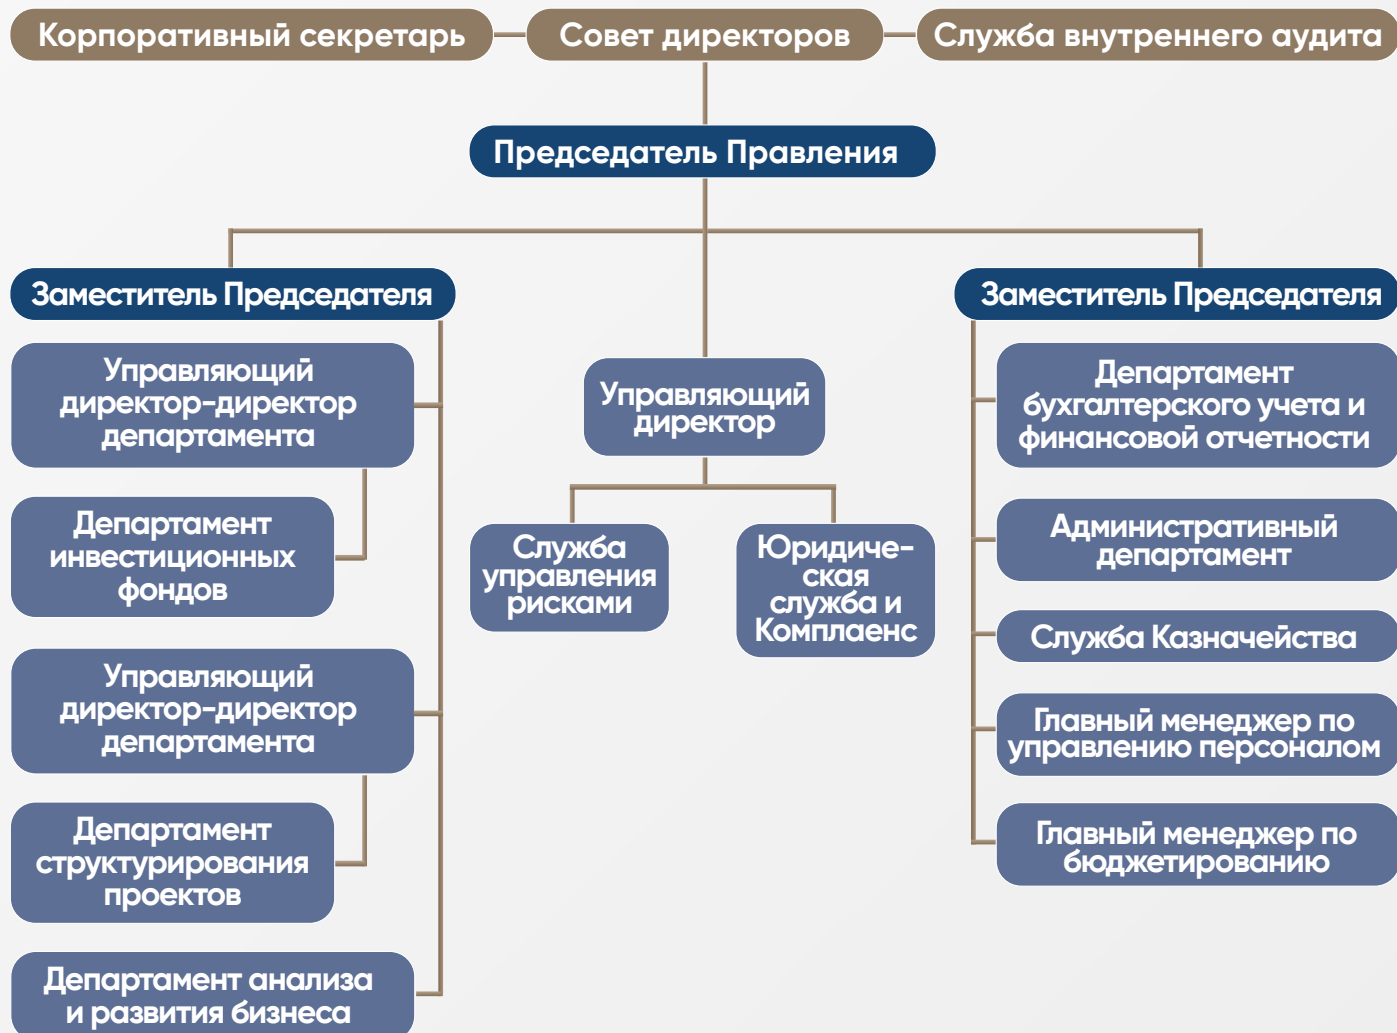 Корпоративный секретарь
Совет директоров
Служба внутреннего аудита
Председатель Правления
Заместитель Председателя
Заместитель Председателя
Управляющий
директор-директор
департамента
Департамент
инвестиционных
фондов
Управляющий
директор-директор
департамента
Департамент
структурирования
проектов
Департамент анализа
и развития бизнеса
Управляющий
директор
Служба
управления
рисками
Юридиче-
ская
служба и
Комплаенс
Департамент
бухгалтерского учета и
финансовой отчетности
Административный
департамент
Служба Казначейства
Главный менеджер по
управлению персоналом
Главный менеджер по
бюджетированию